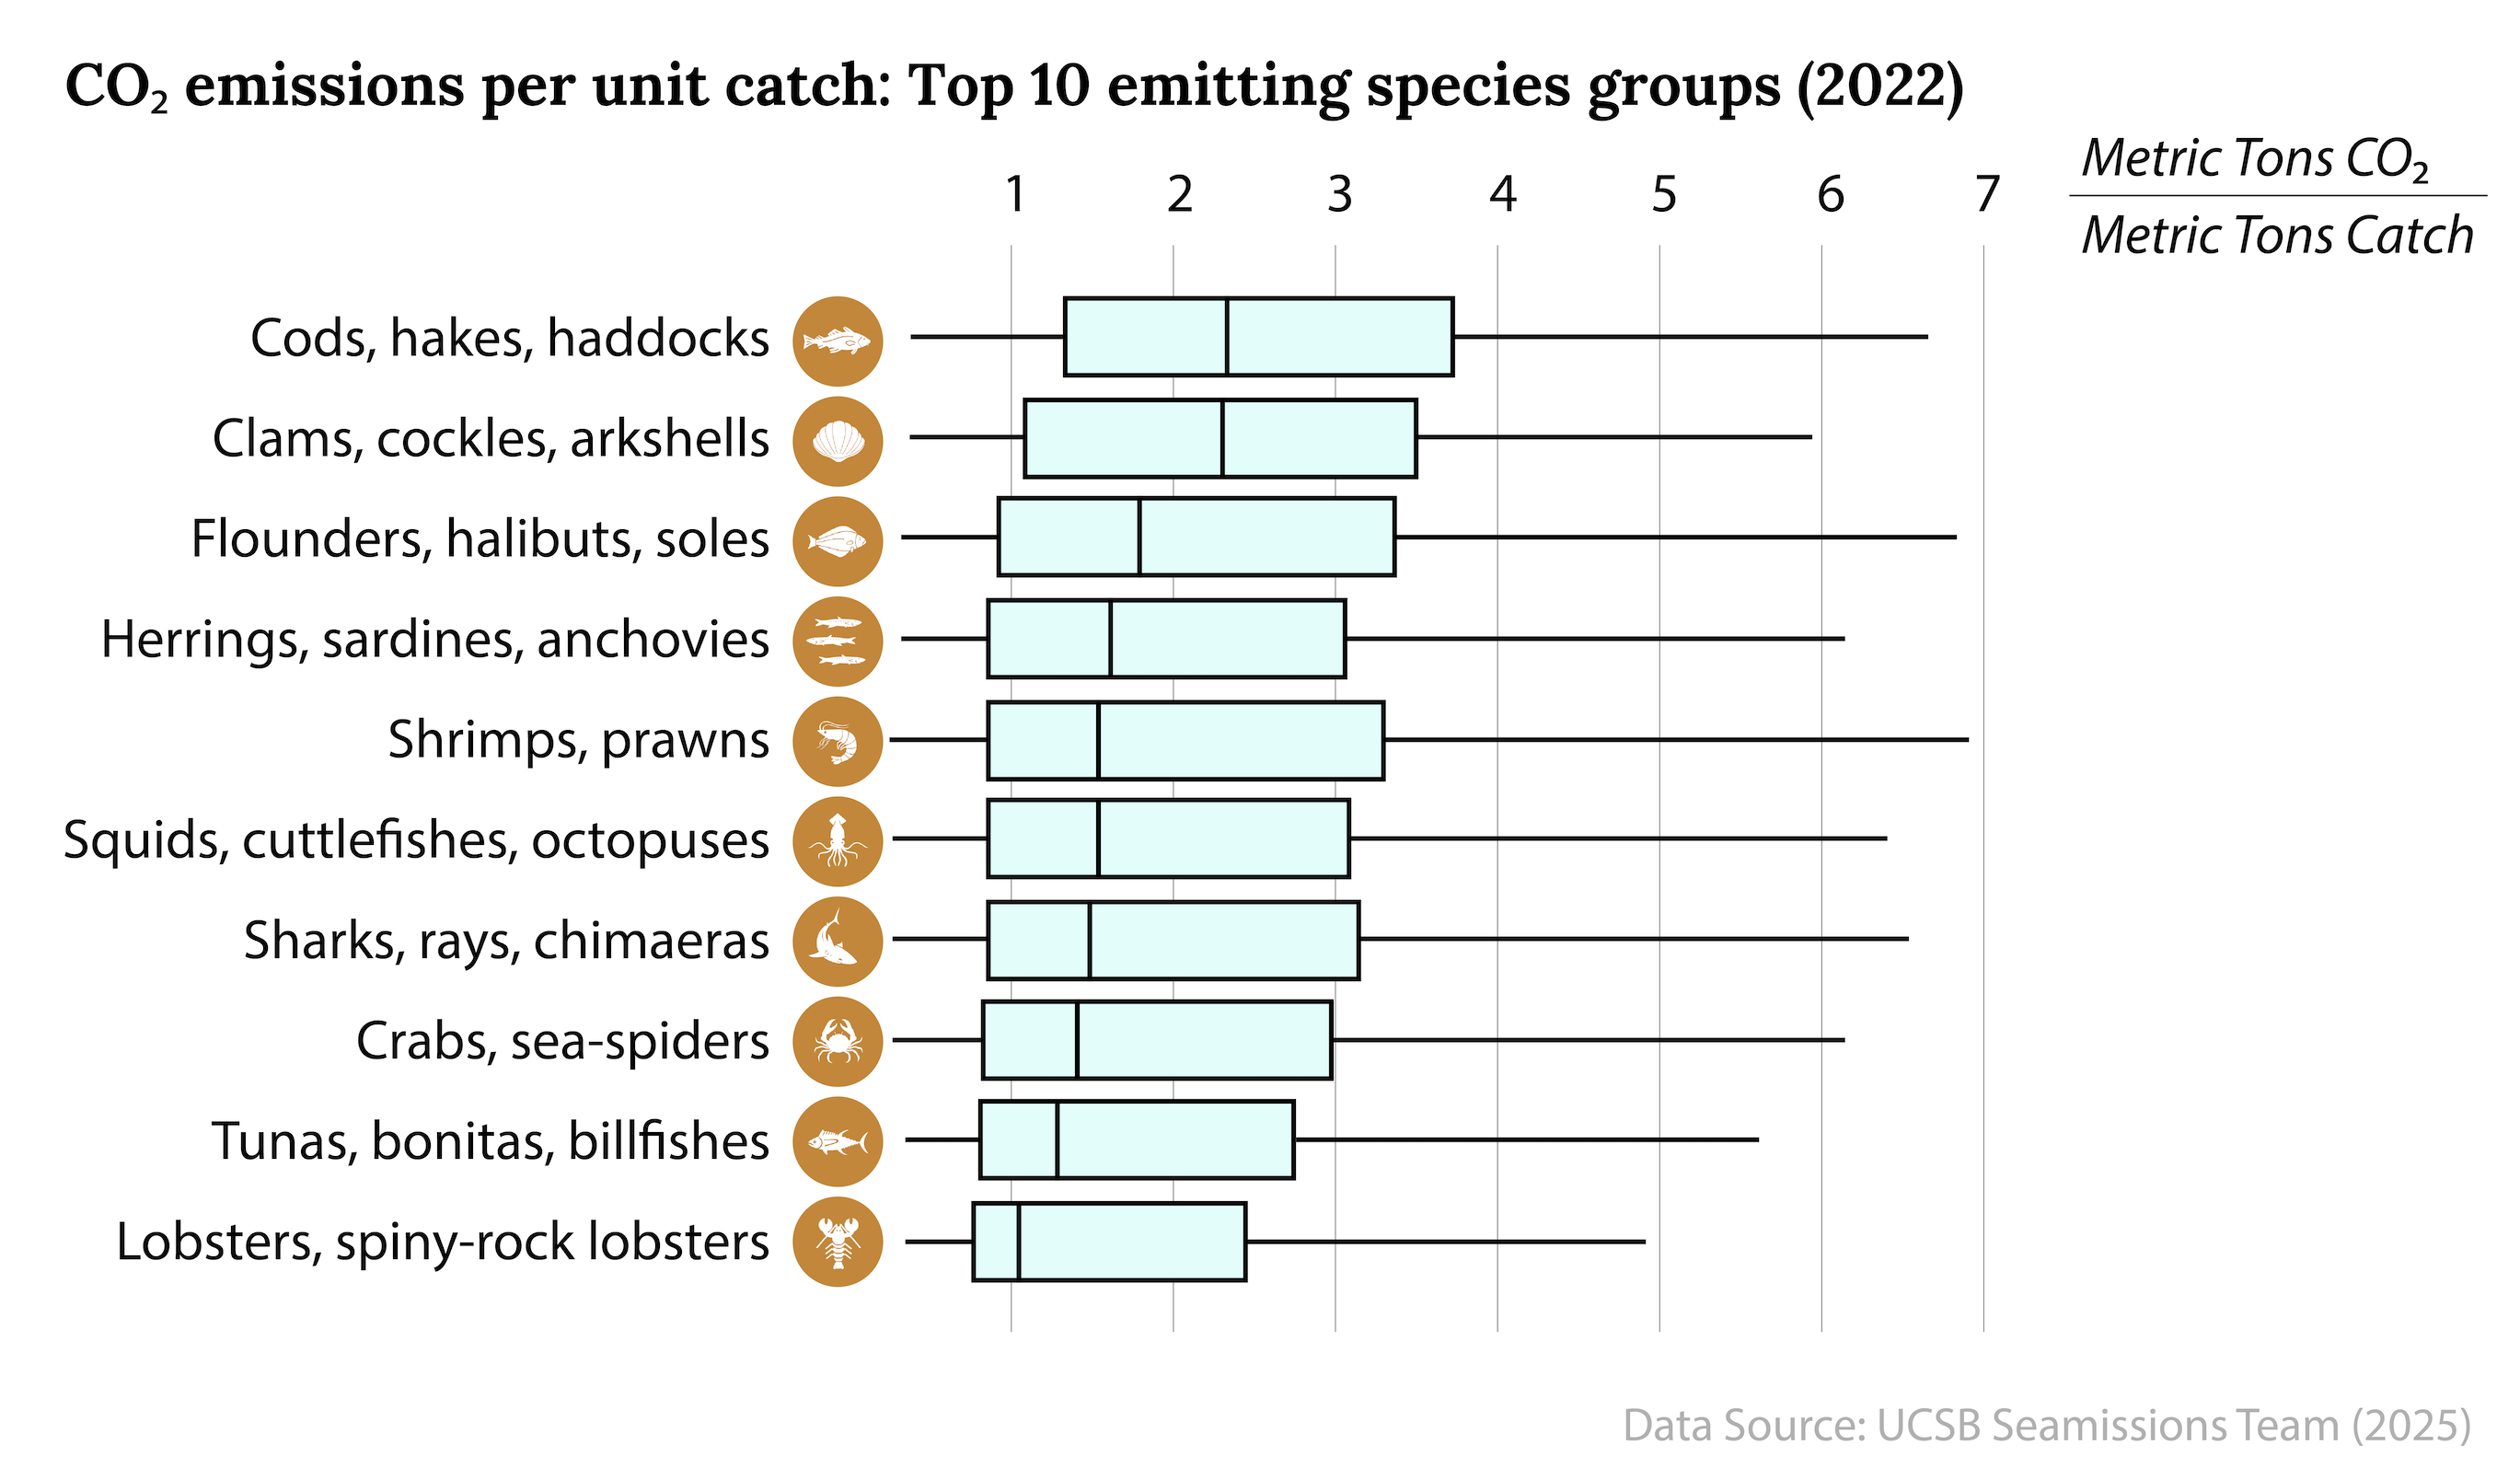 CO₂ emissions per unit catch: Top 10 emitting species groups (2022)
Metric Tons CO₂
1 2 3 4 5 6 7
Metric Tons Catch
Cods, hakes, haddocks
Clams, cockles, arkshells
Flounders, halibuts, soles
Herrings, sardines, anchovies
Shrimps, prawns
Squids, cuttlefishes, octopuses
Sharks, rays, chimaeras
Crabs, sea-spiders
Tunas, bonitas, billfishes
Lobsters, spiny-rock lobsters
Data Source: UCSB Seamissions Team (2025)